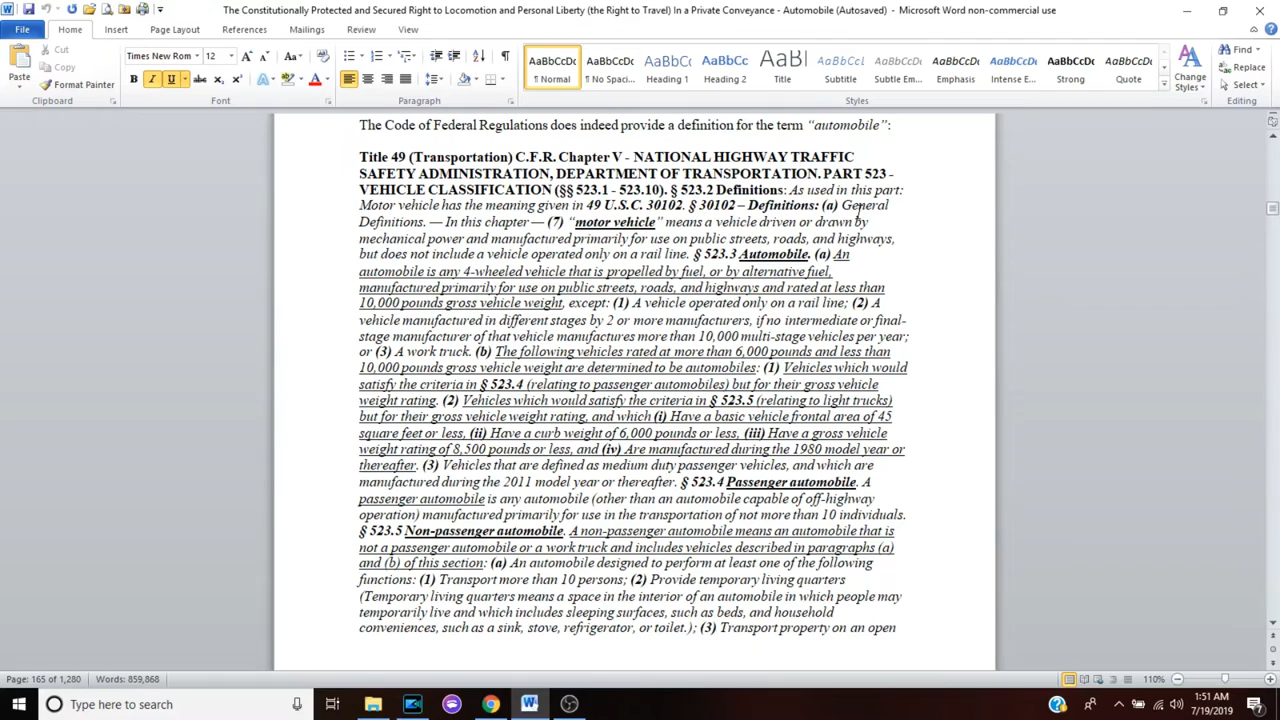 The Constitutionally Protected and Secured Right to Locomotion and Personal Liberty (the Right to Travel) In a Private Conveyance - Automobile (Autosaved) - Microsoft Word non-commercial use
File Home Insert Page Layout References Mailings Review View
Paste
Cut
Copy
Format Painter
Clipboard
Times New Rom 12
Font
Paragraph
AaBbCcDc AaBbCcDc AaBbCc AaBbCc AaBl AaBbCcL AaBbCcDc AaBbCcDc AaBbCcDc AaBbCcDc AaBbCcDc
¶ Normal ¶ No Spaci... Heading 1 Heading 2 Title Subtitle Subtle Em... Emphasis Intense E... Strong Quote
Styles
Change Styles
Find
Replace
Select
Editing
The Code of Federal Regulations does indeed provide a definition for the term “automobile”:
Title 49 (Transportation) C.F.R. Chapter V - NATIONAL HIGHWAY TRAFFIC
SAFETY ADMINISTRATION, DEPARTMENT OF TRANSPORTATION. PART 523 -
VEHICLE CLASSIFICATION (§§ 523.1 - 523.10). § 523.2 Definitions: As used in this part:
Motor vehicle has the meaning given in 49 U.S.C. 30102. § 30102 – Definitions: (a) General
Definitions. — In this chapter — (7) “motor vehicle” means a vehicle driven or drawn by
mechanical power and manufactured primarily for use on public streets, roads, and highways,
but does not include a vehicle operated only on a rail line. § 523.3 Automobile. (a) An
automobile is any 4-wheeled vehicle that is propelled by fuel, or by alternative fuel,
manufactured primarily for use on public streets, roads, and highways and rated at less than
10,000 pounds gross vehicle weight, except: (1) A vehicle operated only on a rail line; (2) A
vehicle manufactured in different stages by 2 or more manufacturers, if no intermediate or final-
stage manufacturer of that vehicle manufactures more than 10,000 multi-stage vehicles per year;
or (3) A work truck. (b) The following vehicles rated at more than 6,000 pounds and less than
10,000 pounds gross vehicle weight are determined to be automobiles: (1) Vehicles which would
satisfy the criteria in § 523.4 (relating to passenger automobiles) but for their gross vehicle
weight rating. (2) Vehicles which would satisfy the criteria in § 523.5 (relating to light trucks)
but for their gross vehicle weight rating, and which (i) Have a basic vehicle frontal area of 45
square feet or less, (ii) Have a curb weight of 6,000 pounds or less, (iii) Have a gross vehicle
weight rating of 8,500 pounds or less, and (iv) Are manufactured during the 1980 model year or
thereafter. (3) Vehicles that are defined as medium duty passenger vehicles, and which are
manufactured during the 2011 model year or thereafter. § 523.4 Passenger automobile. A
passenger automobile is any automobile (other than an automobile capable of off-highway
operation) manufactured primarily for use in the transportation of not more than 10 individuals.
§ 523.5 Non-passenger automobile. A non-passenger automobile means an automobile that is
not a passenger automobile or a work truck and includes vehicles described in paragraphs (a)
and (b) of this section: (a) An automobile designed to perform at least one of the following
functions: (1) Transport more than 10 persons; (2) Provide temporary living quarters
(Temporary living quarters means a space in the interior of an automobile in which people may
temporarily live and which includes sleeping surfaces, such as beds, and household
conveniences, such as a sink, stove, refrigerator, or toilet.); (3) Transport property on an open
Page: 165 of 1,280 Words: 859,868 110%
Type here to search
1:51 AM
7/19/2019